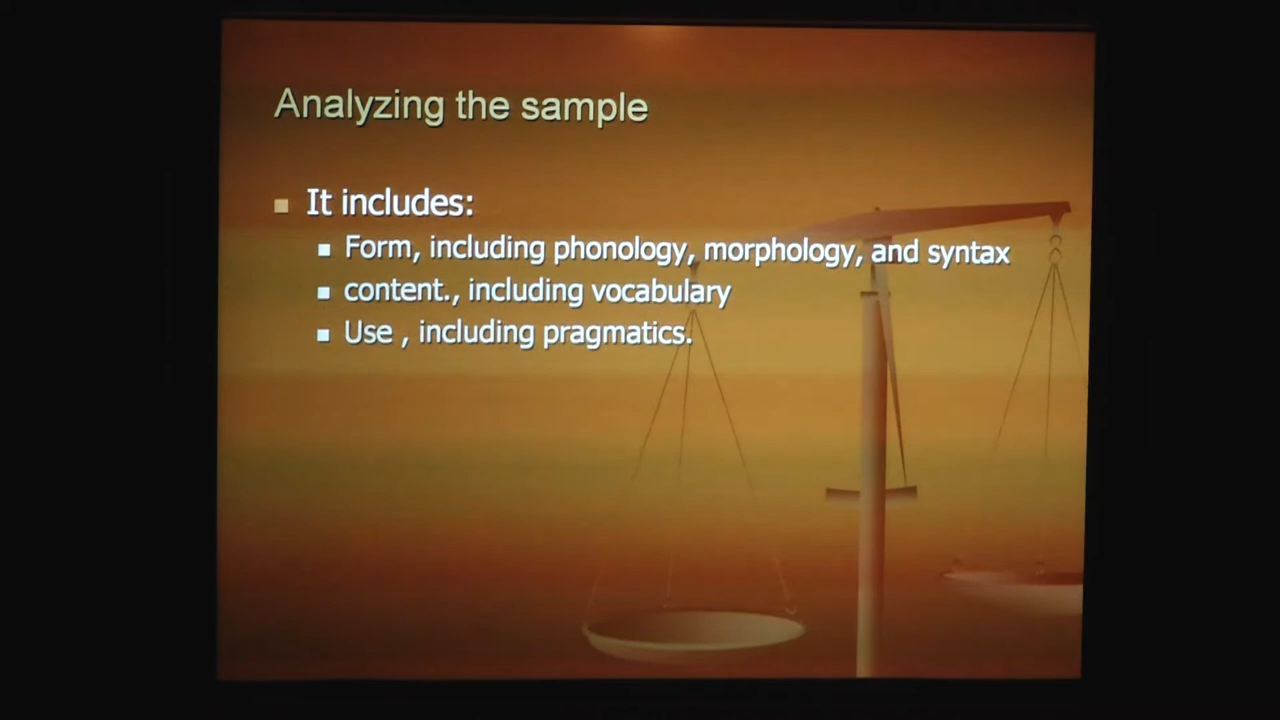 Analyzing the sample
It includes:
Form, including phonology, morphology, and syntax
content., including vocabulary
Use , including pragmatics.